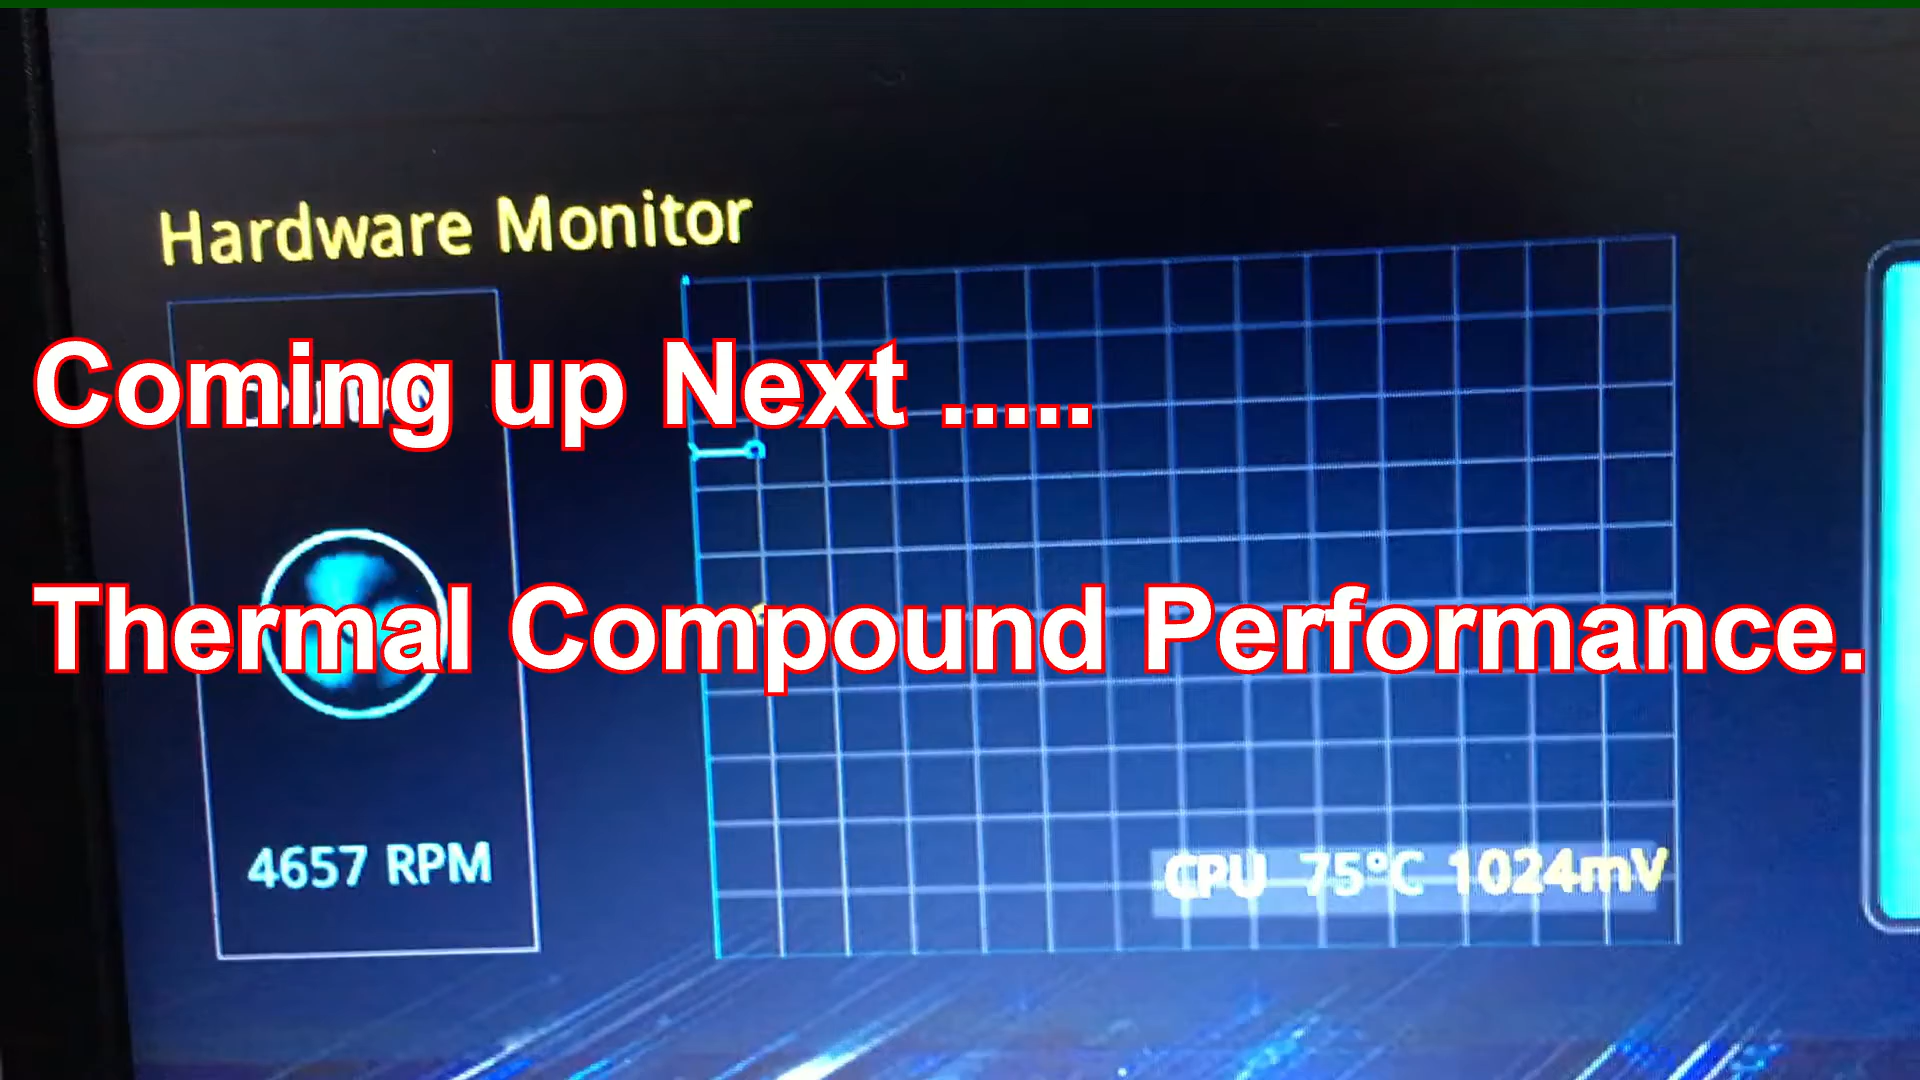 Hardware Monitor
Coming up Next .....
Thermal Compound Performance.
4657 RPM
CPU 75°C 1024mV